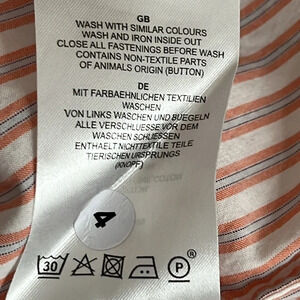 GB
WASH WITH SIMILAR COLOURS
WASH AND IRON INSIDE OUT
CLOSE ALL FASTENINGS BEFORE WASH
CONTAINS NON-TEXTILE PARTS
OF ANIMALS ORIGIN (BUTTON)
DE
MIT FARBAEHNLICHEN TEXTILIEN
WASCHEN
VON LINKS WASCHEN UND BUEGELN
ALLE VERSCHLUESSE VOR DEM
WASCHEN SCHLIESSEN
ENTHAELT NICHTTEXTILE TEILE
TIERISCHEN URSPRUNGS
(KNOPF)
4
30
P